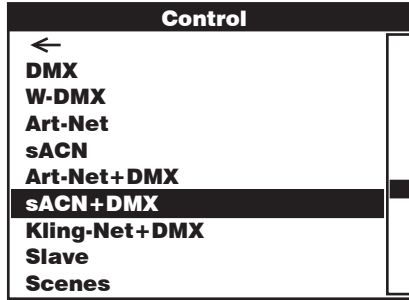 Control
←
DMX
W-DMX
Art-Net
sACN
Art-Net+DMX
sACN+DMX
Kling-Net+DMX
Slave
Scenes